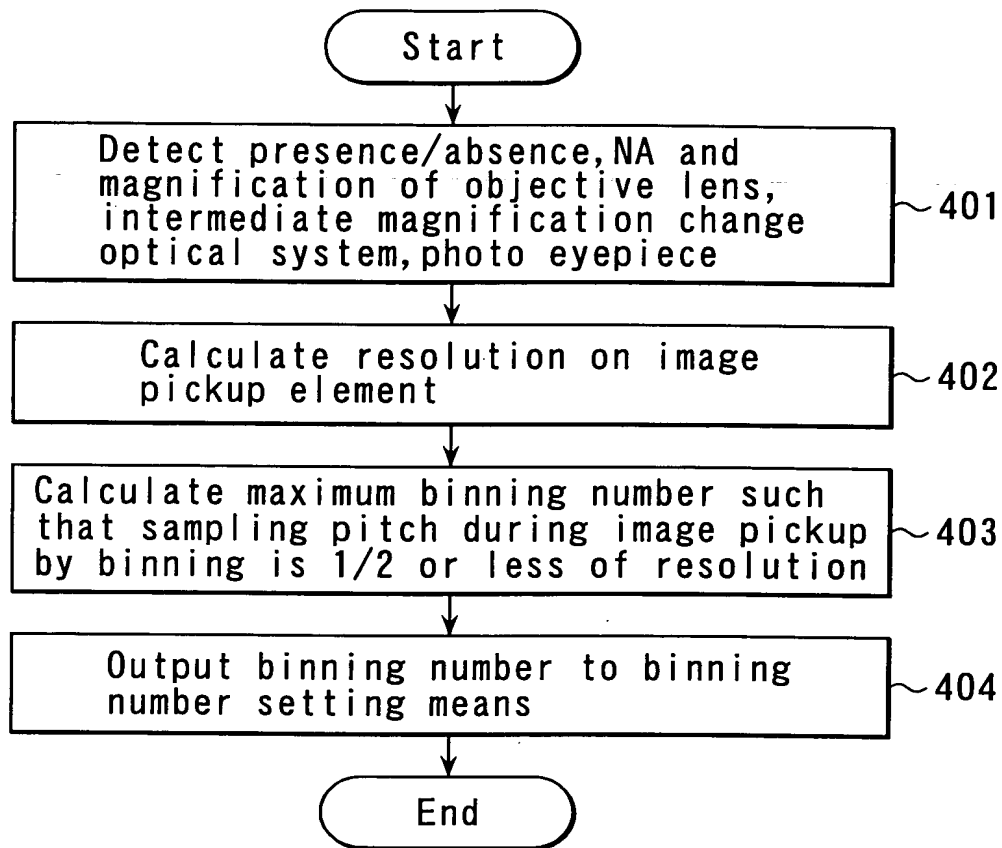 Start
Detect presence/absence, NA and
magnification of objective lens,
intermediate magnification change
optical system, photo eyepiece
401
Calculate resolution on image
pickup element
402
Calculate maximum binning number such
that sampling pitch during image pickup
by binning is 1/2 or less of resolution
403
Output binning number to binning
number setting means
404
End